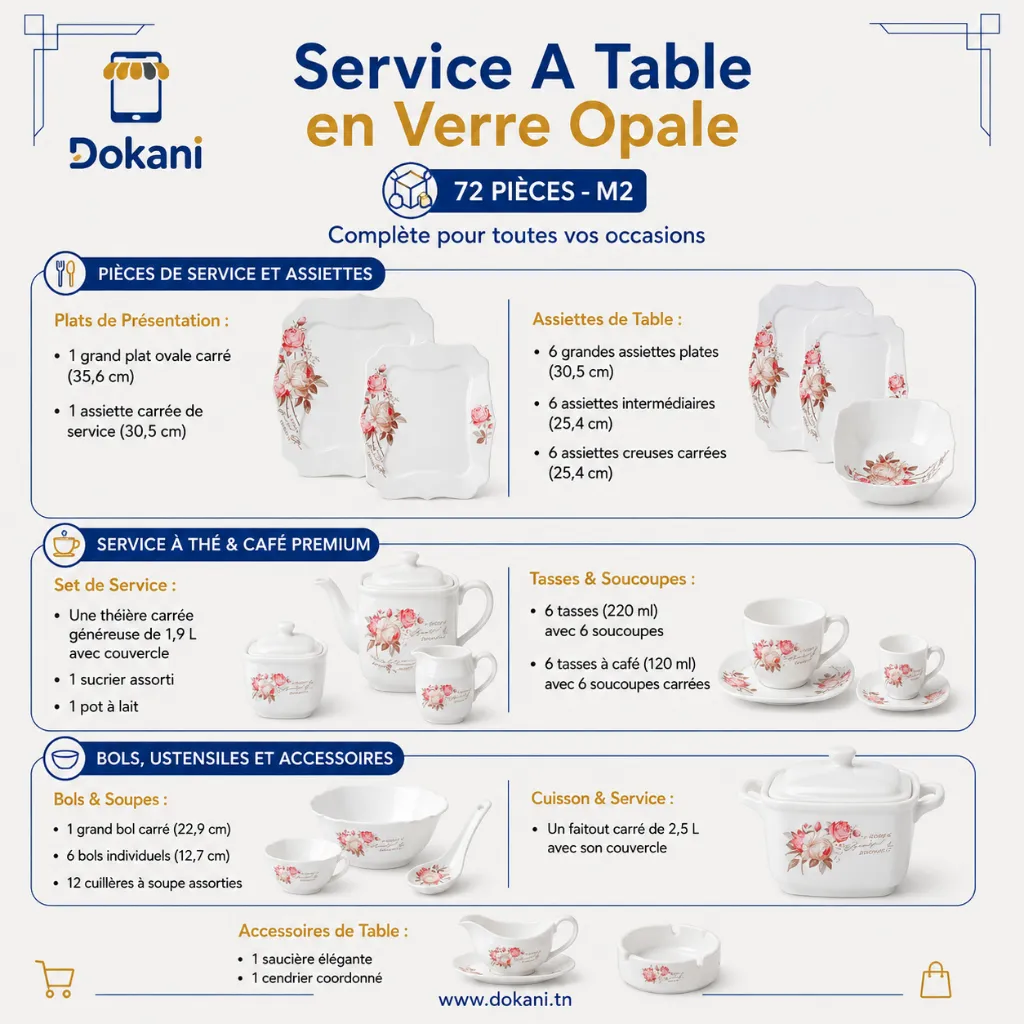 Dokani
Service A Table
en Verre Opale
72 PIÈCES - M2
Complète pour toutes vos occasions
PIÈCES DE SERVICE ET ASSIETTES
Plats de Présentation :
• 1 grand plat ovale carré
(35,6 cm)
• 1 assiette carrée de
service (30,5 cm)
Assiettes de Table :
• 6 grandes assiettes plates
(30,5 cm)
• 6 assiettes intermédiaires
(25,4 cm)
• 6 assiettes creuses carrées
(25,4 cm)
SERVICE À THÉ & CAFÉ PREMIUM
Set de Service :
• Une théière carrée
généreuse de 1,9 L
avec couvercle
• 1 sucrier assorti
• 1 pot à lait
Tasses & Soucoupes :
• 6 tasses (220 ml)
avec 6 soucoupes
• 6 tasses à café (120 ml)
avec 6 soucoupes carrées
BOLS, USTENSILES ET ACCESSOIRES
Bols & Soupes :
• 1 grand bol carré (22,9 cm)
• 6 bols individuels (12,7 cm)
• 12 cuillères à soupe assorties
Cuisson & Service :
• Un faitout carré de 2,5 L
avec son couvercle
Accessoires de Table :
• 1 saucière élégante
• 1 cendrier coordonné
www.dokani.tn